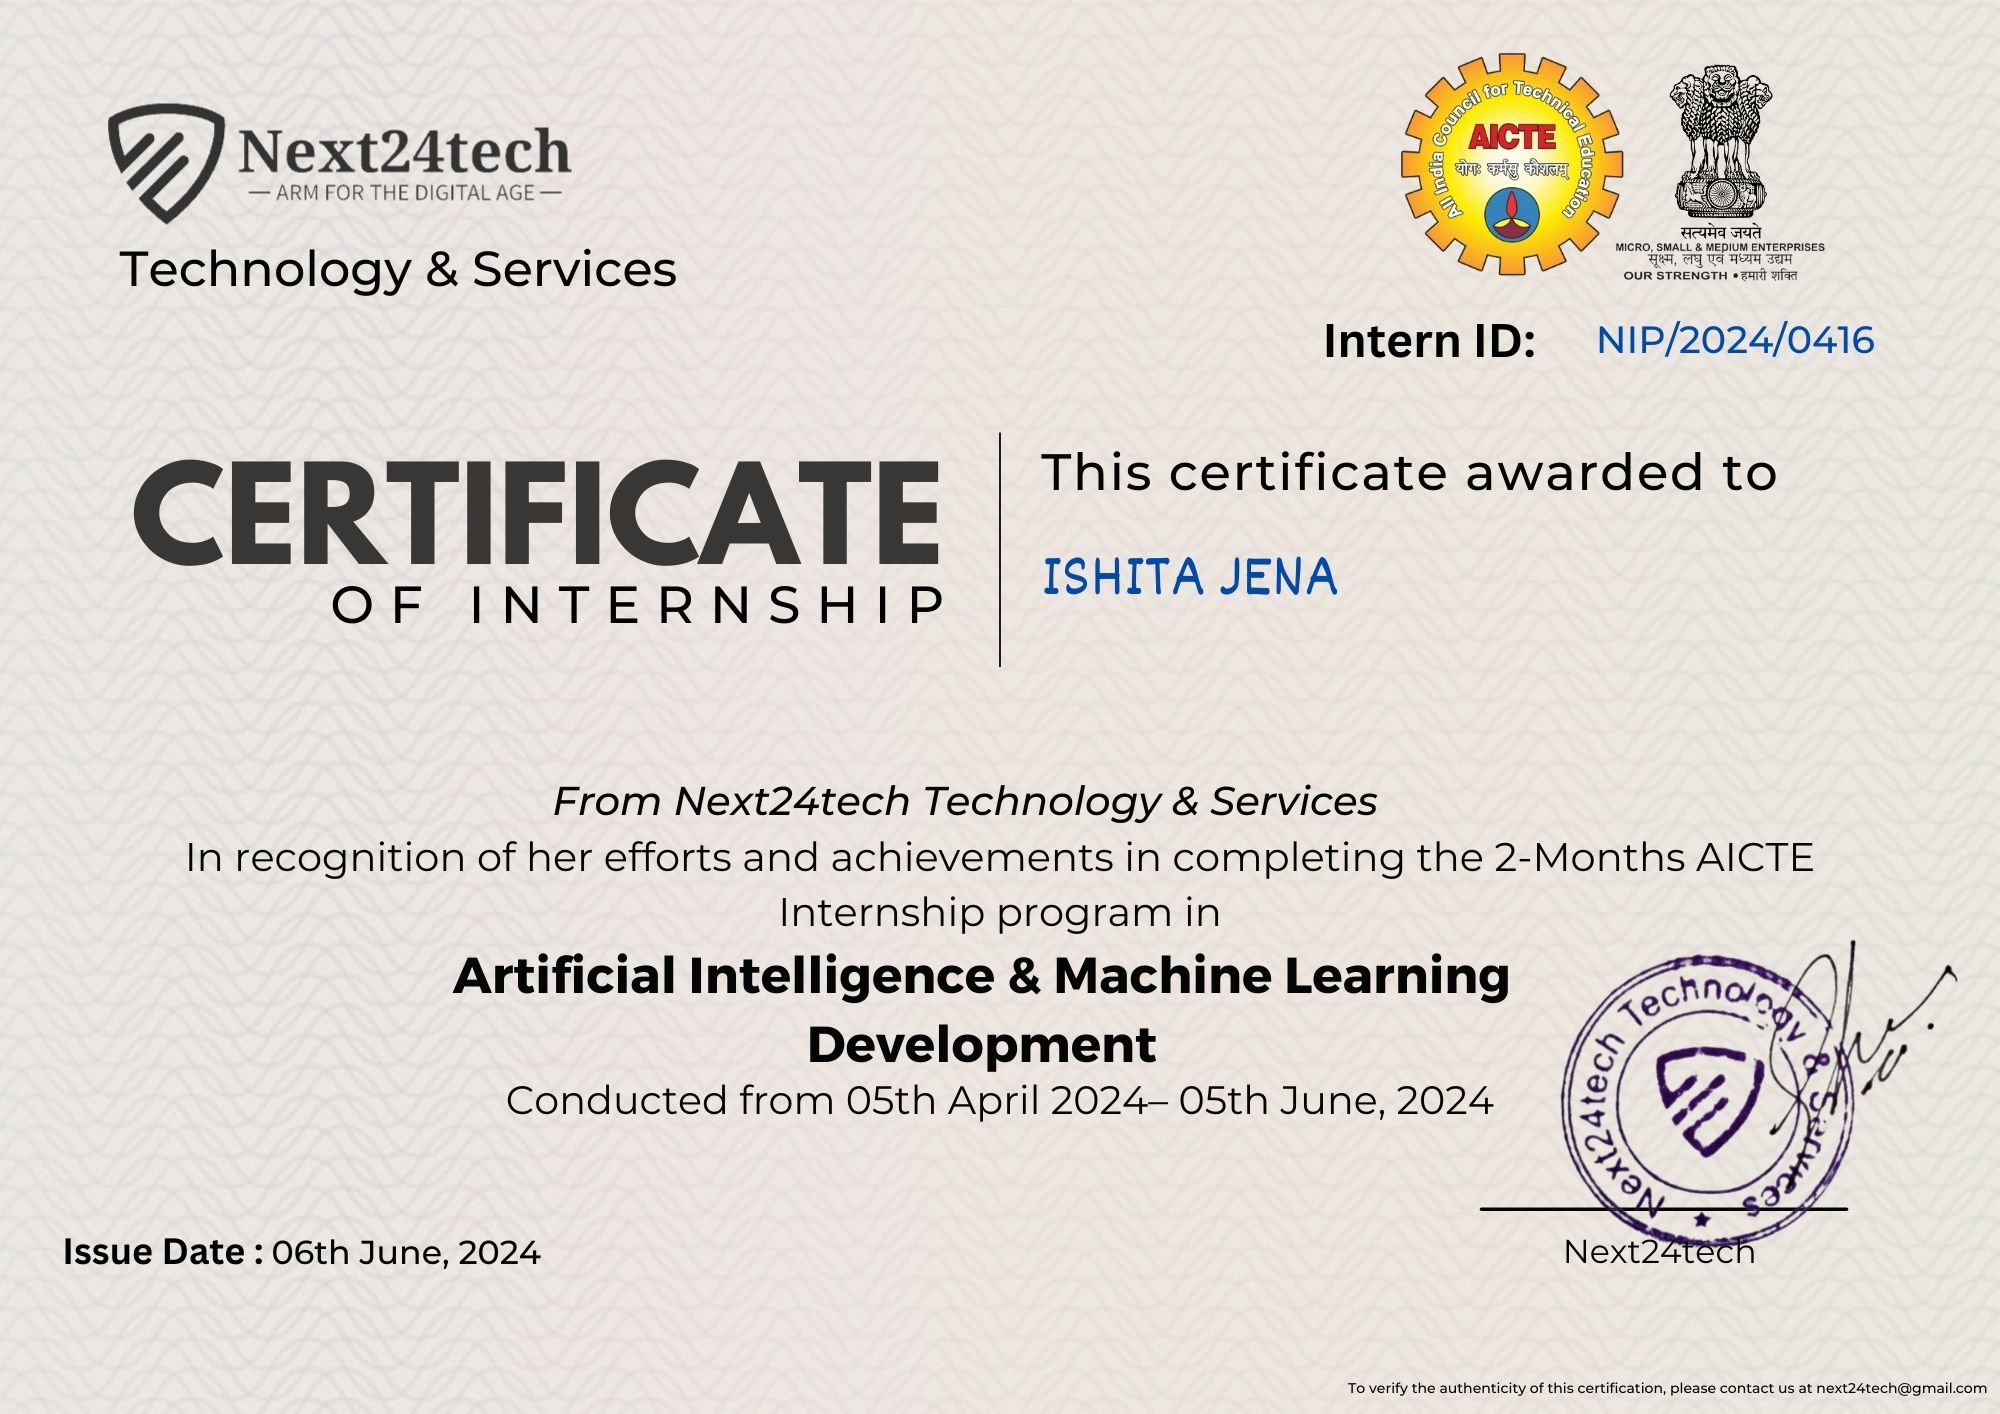 Next24tech
— ARM FOR THE DIGITAL AGE —
Technology & Services
All India Council for Technical Education
AICTE
योगः कर्मसु कौशलम्
सत्यमेव जयते
MICRO, SMALL & MEDIUM ENTERPRISES
सूक्ष्म, लघु एवं मध्यम उद्यम
OUR STRENGTH • हमारी शक्ति
Intern ID: NIP/2024/0416
CERTIFICATE
OF INTERNSHIP
This certificate awarded to
ISHITA JENA
From Next24tech Technology & Services
In recognition of her efforts and achievements in completing the 2-Months AICTE
Internship program in
Artificial Intelligence & Machine Learning
Development
Conducted from 05th April 2024– 05th June, 2024
Next24tech Technology & Services
Issue Date : 06th June, 2024
Next24tech
To verify the authenticity of this certification, please contact us at next24tech@gmail.com